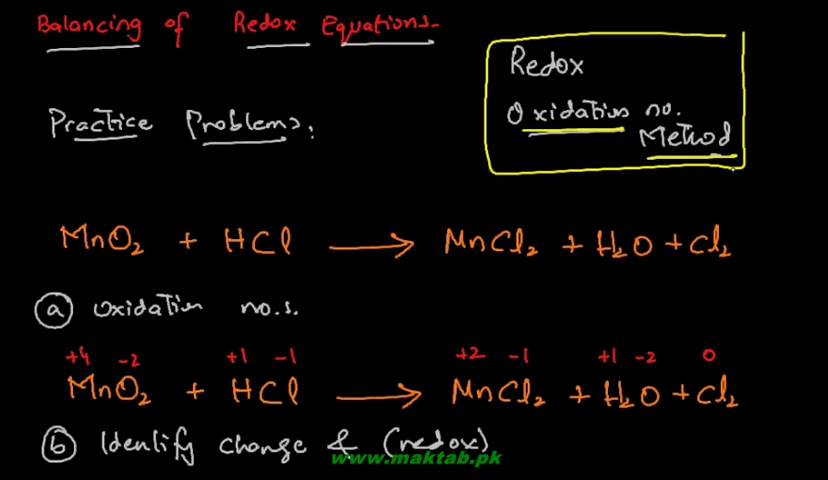 Balancing of Redox Equations-
Redox
Oxidation no.
Method
Practice Problems:
MnO₂ + HCl → MnCl₂ + H₂O + Cl₂
ⓐ oxidation no.s.
+4 -2 +1 -1 +2 -1 +1 -2 0
MnO₂ + HCl → MnCl₂ + H₂O + Cl₂
ⓑ Identify change & (redox)
www.maktab.pk